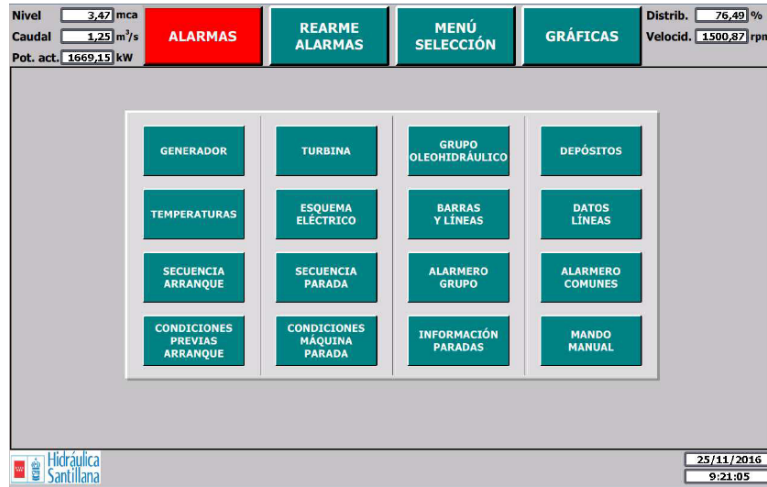 Nivel 3,47 mca
Caudal 1,25 m³/s
Pot. act. 1669,15 kW
ALARMAS
REARME
ALARMAS
MENÚ
SELECCIÓN
GRÁFICAS
Distrib. 76,49 %
Velocid. 1500,87 rpm
GENERADOR
TURBINA
GRUPO
OLEOHIDRÁULICO
DEPÓSITOS
TEMPERATURAS
ESQUEMA
ELÉCTRICO
BARRAS
Y LÍNEAS
DATOS
LÍNEAS
SECUENCIA
ARRANQUE
SECUENCIA
PARADA
ALARMERO
GRUPO
ALARMERO
COMUNES
CONDICIONES
PREVIAS
ARRANQUE
CONDICIONES
MÁQUINA
PARADA
INFORMACIÓN
PARADAS
MANDO
MANUAL
Hidráulica
Santillana
25/11/2016
9:21:05